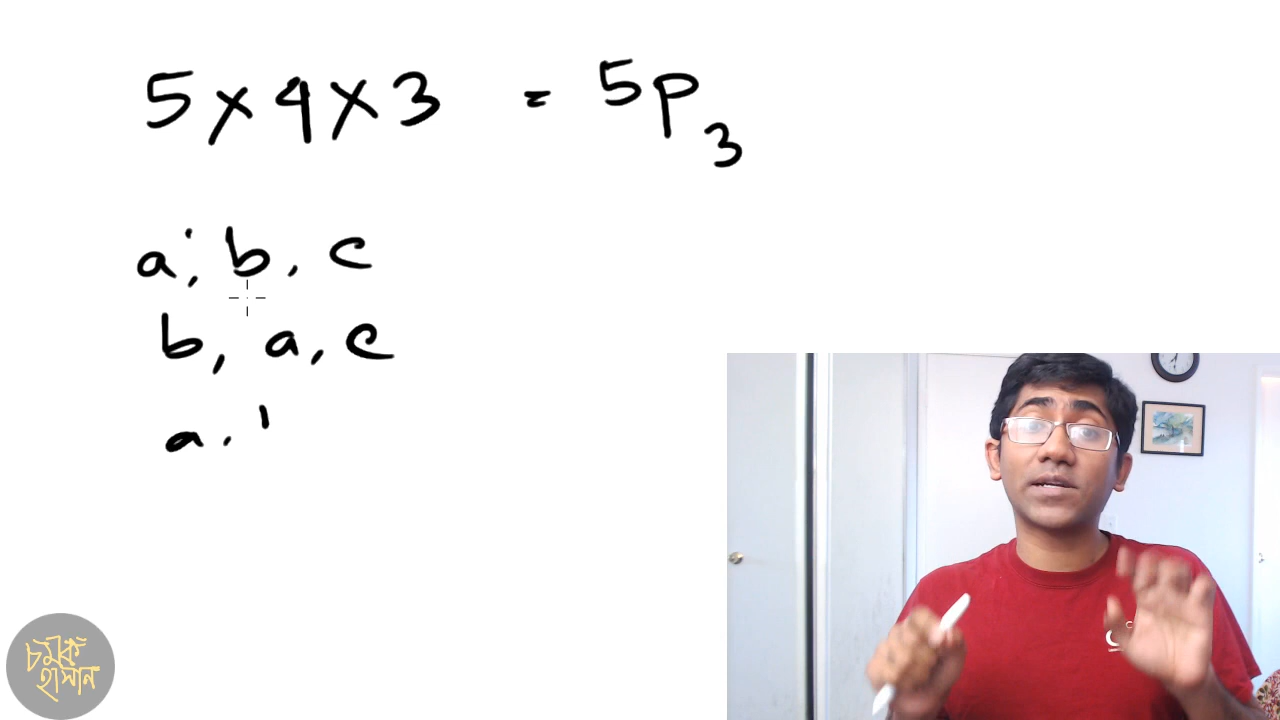 5 x 4 x 3 = 5P3
a, b, c
b, a, c
a,
চমক
হাসান